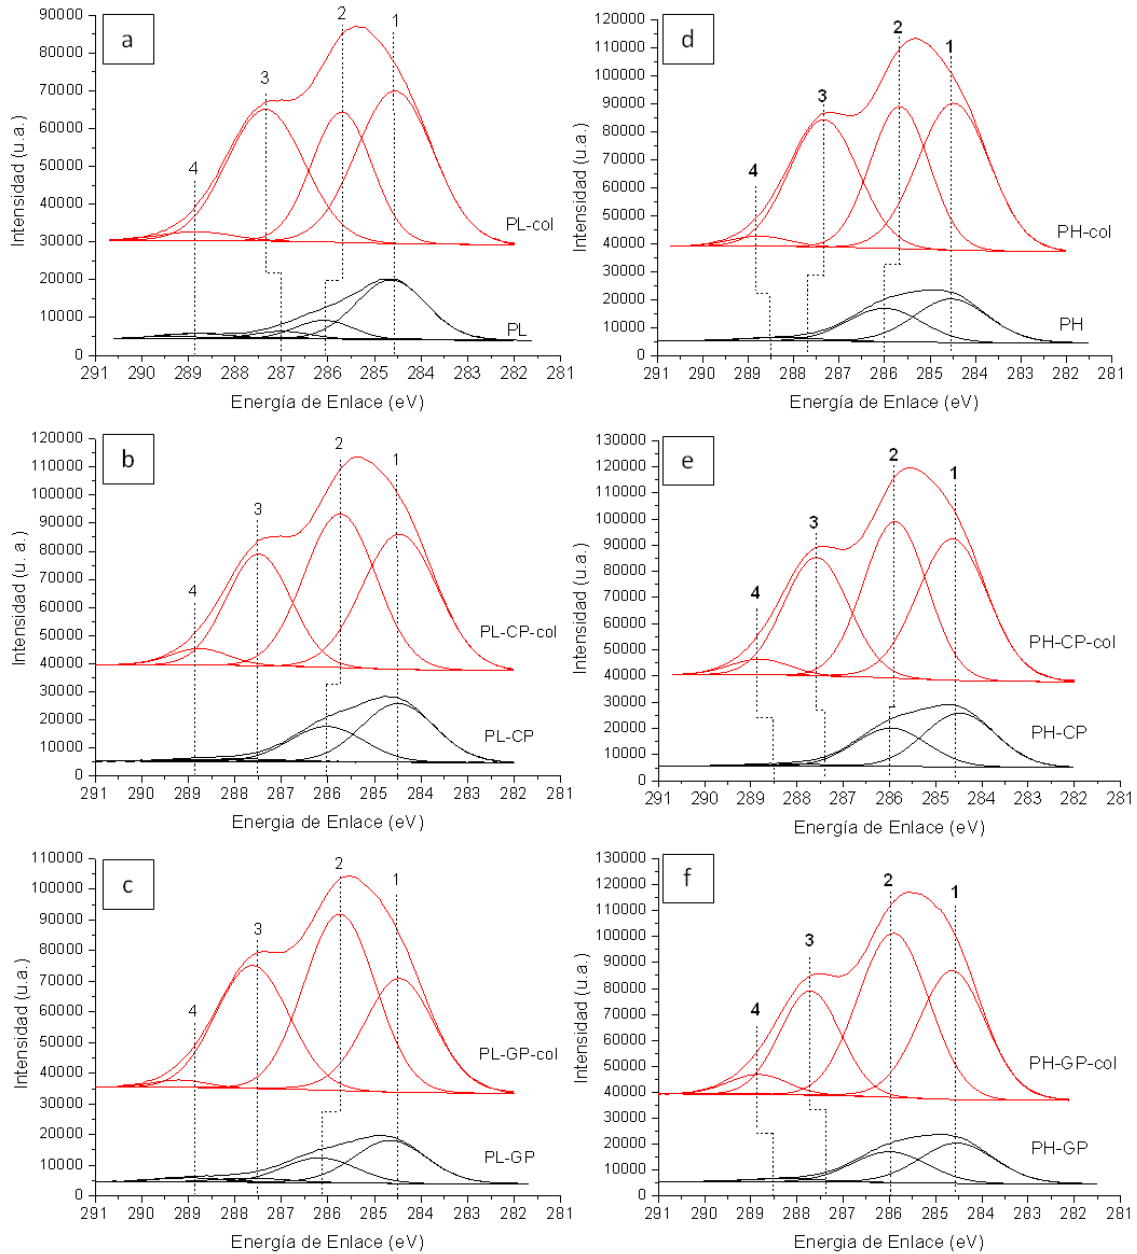 a
Intensidad (u.a.)
90000
80000
70000
60000
50000
40000
30000
20000
10000
0
4
3
2
1
PL-col
PL
291 290 289 288 287 286 285 284 283 282 281
Energía de Enlace (eV)
d
Intensidad (u.a.)
120000
110000
100000
90000
80000
70000
60000
50000
40000
30000
20000
10000
0
4
3
2
1
PH-col
PH
291 290 289 288 287 286 285 284 283 282 281
Energía de Enlace (eV)
b
Intensidad (u. a.)
120000
110000
100000
90000
80000
70000
60000
50000
40000
30000
20000
10000
0
4
3
2
1
PL-CP-col
PL-CP
291 290 289 288 287 286 285 284 283 282 281
Energia de Enlace (eV)
e
Intensidad (u.a.)
130000
120000
110000
100000
90000
80000
70000
60000
50000
40000
30000
20000
10000
0
4
3
2
1
PH-CP-col
PH-CP
291 290 289 288 287 286 285 284 283 282 281
Energía de Enlace (eV)
c
Intensidad (u.a.)
110000
100000
90000
80000
70000
60000
50000
40000
30000
20000
10000
0
4
3
2
1
PL-GP-col
PL-GP
291 290 289 288 287 286 285 284 283 282 281
Energía de Enlace (eV)
f
Intensidad (u.a.)
130000
120000
110000
100000
90000
80000
70000
60000
50000
40000
30000
20000
10000
0
4
3
2
1
PH-GP-col
PH-GP
291 290 289 288 287 286 285 284 283 282 281
Energia de Enlace (eV)